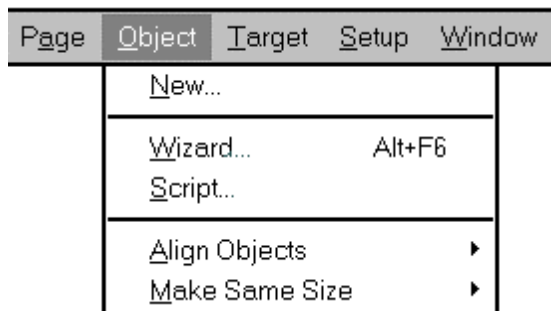 Page Object Target Setup Window
New...
Wizard... Alt+F6
Script...
Align Objects
Make Same Size